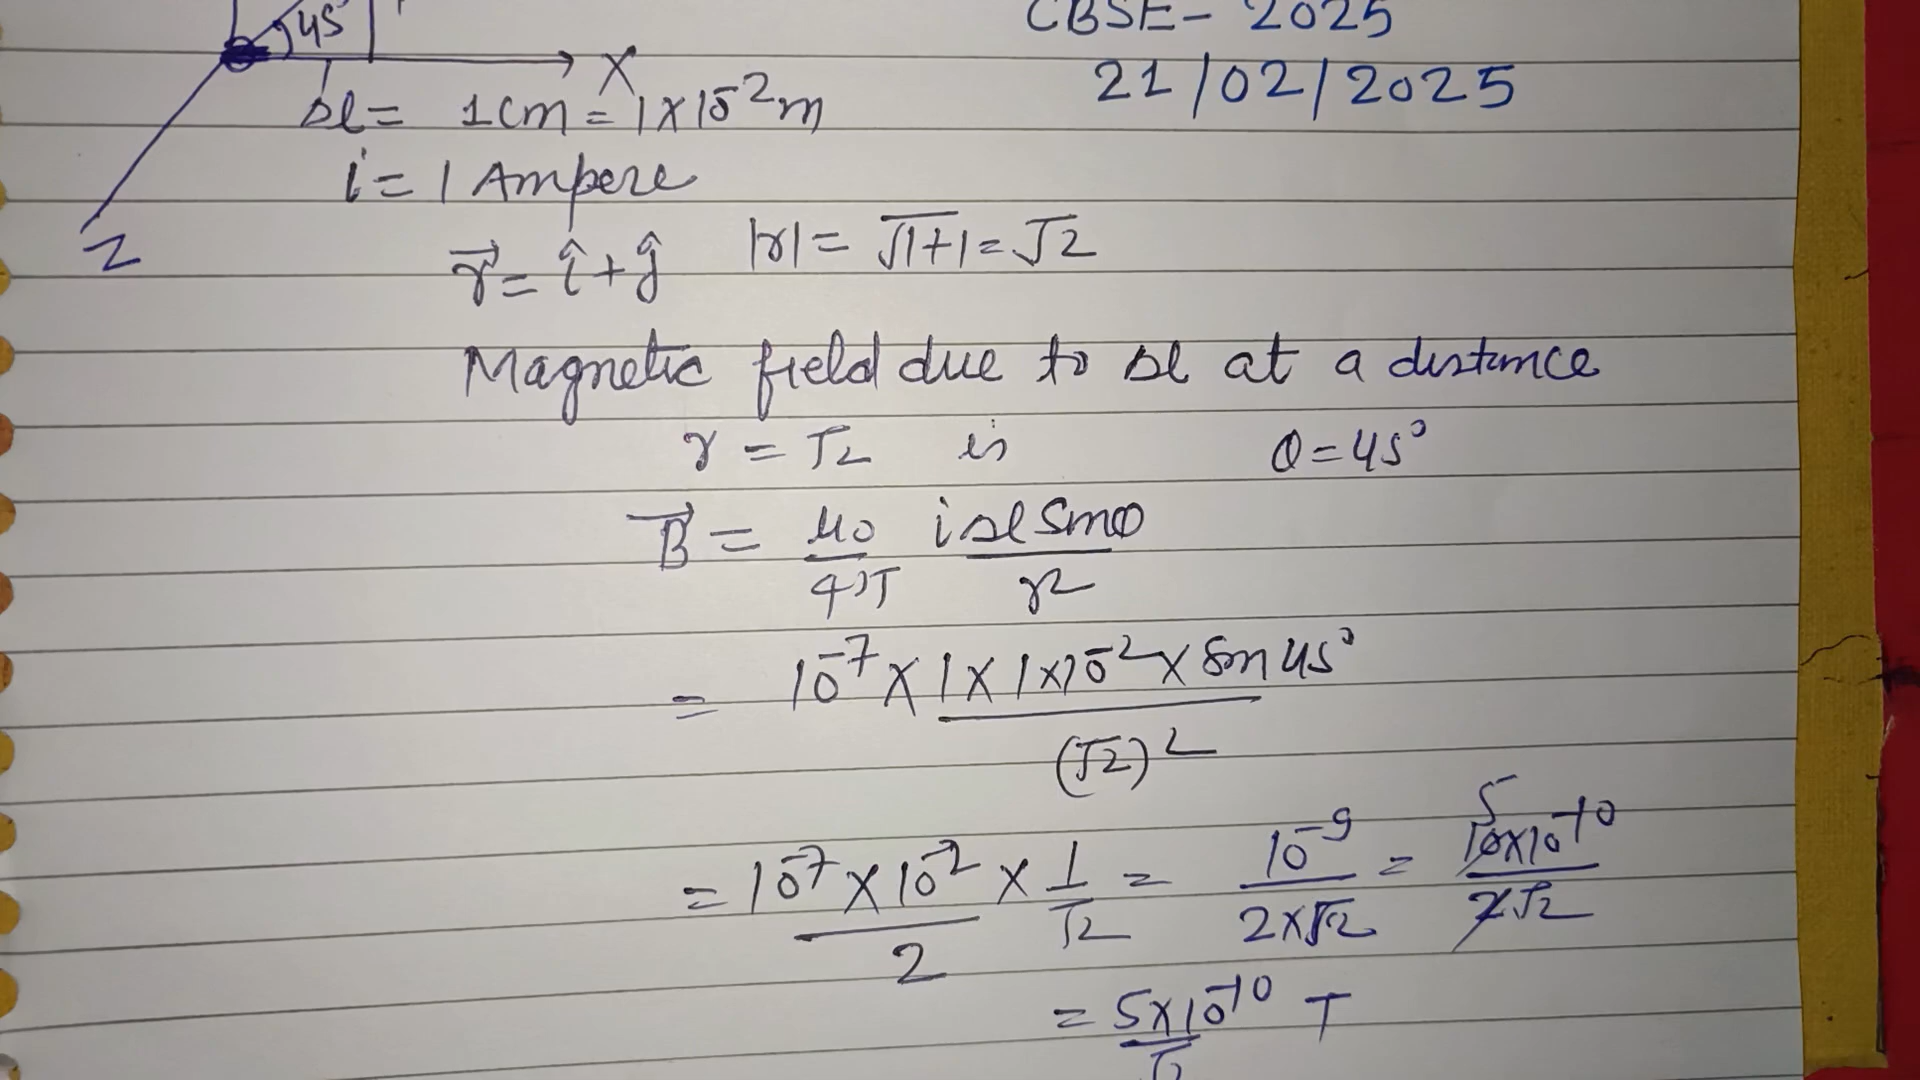 CBSE- 2025
45
X
21/02/2025
Δl = 1cm = 1×10⁻²m
i = 1 Ampere
Z
r⃗ = î+ĵ |r| = √1+1 = √2
Magnetic field due to Δl at a distance
r = √2 is θ = 45°
B⃗ = μ₀/4π iΔl Sinθ/r²
= 10⁻⁷ × 1 × 1×10⁻² × Sin 45°/(√2)²
= 10⁻⁷ × 10⁻²/2 × 1/√2 = 10⁻⁹/2×√2 = 5 10×10⁻¹⁰/2√2
= 5×10⁻¹⁰/√2 T